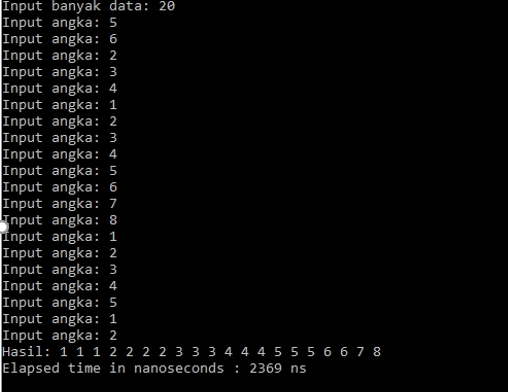 Input banyak data: 20
Input angka: 5
Input angka: 6
Input angka: 2
Input angka: 3
Input angka: 4
Input angka: 1
Input angka: 2
Input angka: 3
Input angka: 4
Input angka: 5
Input angka: 6
Input angka: 7
Input angka: 8
Input angka: 1
Input angka: 2
Input angka: 3
Input angka: 4
Input angka: 5
Input angka: 1
Input angka: 2
Hasil: 1 1 1 2 2 2 2 3 3 3 4 4 4 5 5 5 6 6 7 8
Elapsed time in nanoseconds : 2369 ns